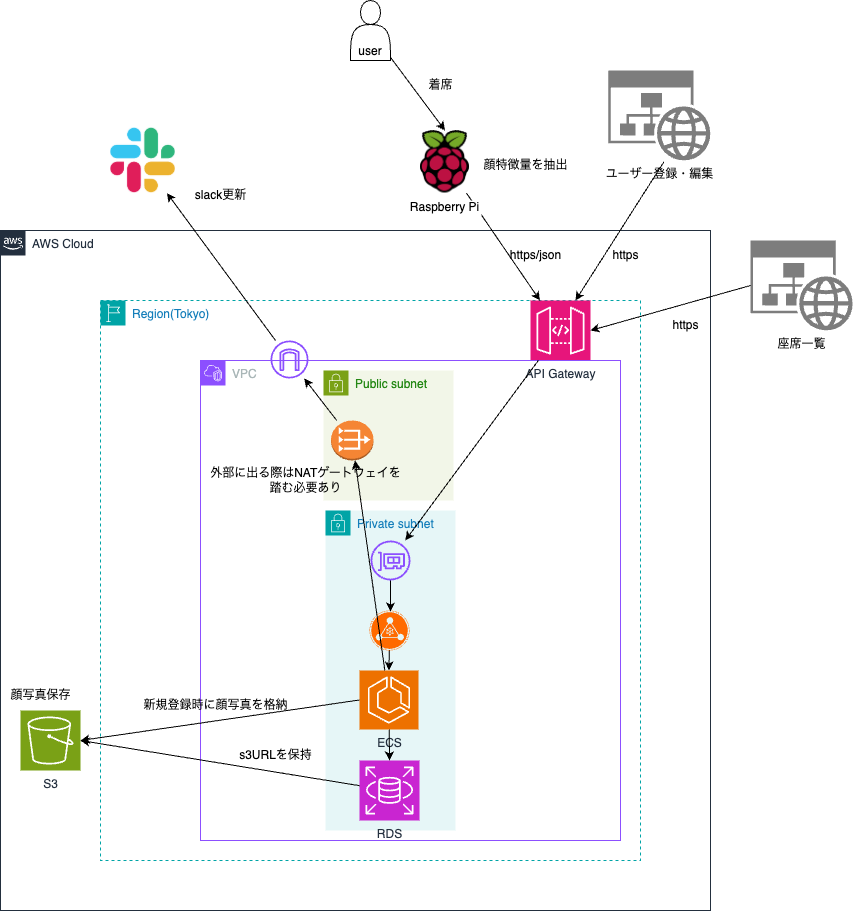 user
着席
顔特徴量を抽出
Raspberry Pi
ユーザー登録・編集
slack更新
aws
AWS Cloud
https/json
https
Region(Tokyo)
</>
https
座席一覧
VPC
API Gateway
Public subnet
外部に出る際はNATゲートウェイを
踏む必要あり
Private subnet
顔写真保存
新規登録時に顔写真を格納
ECS
s3URLを保持
S3
RDS